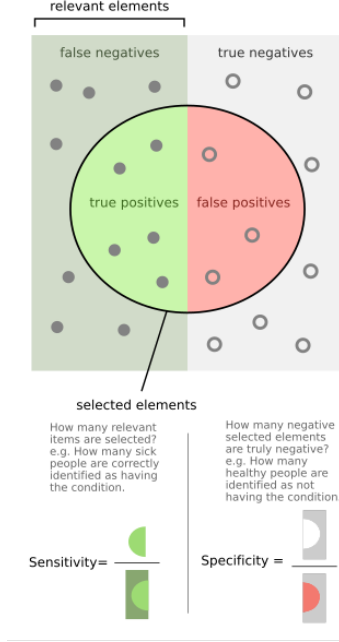 relevant elements
false negatives
true negatives
true positives
false positives
selected elements
How many relevant
items are selected?
e.g. How many sick
people are correctly
identified as having
the condition.
How many negative
selected elements
are truly negative?
e.g. How many
healthy people are
identified as not
having the condition
Sensitivity=
Specificity =